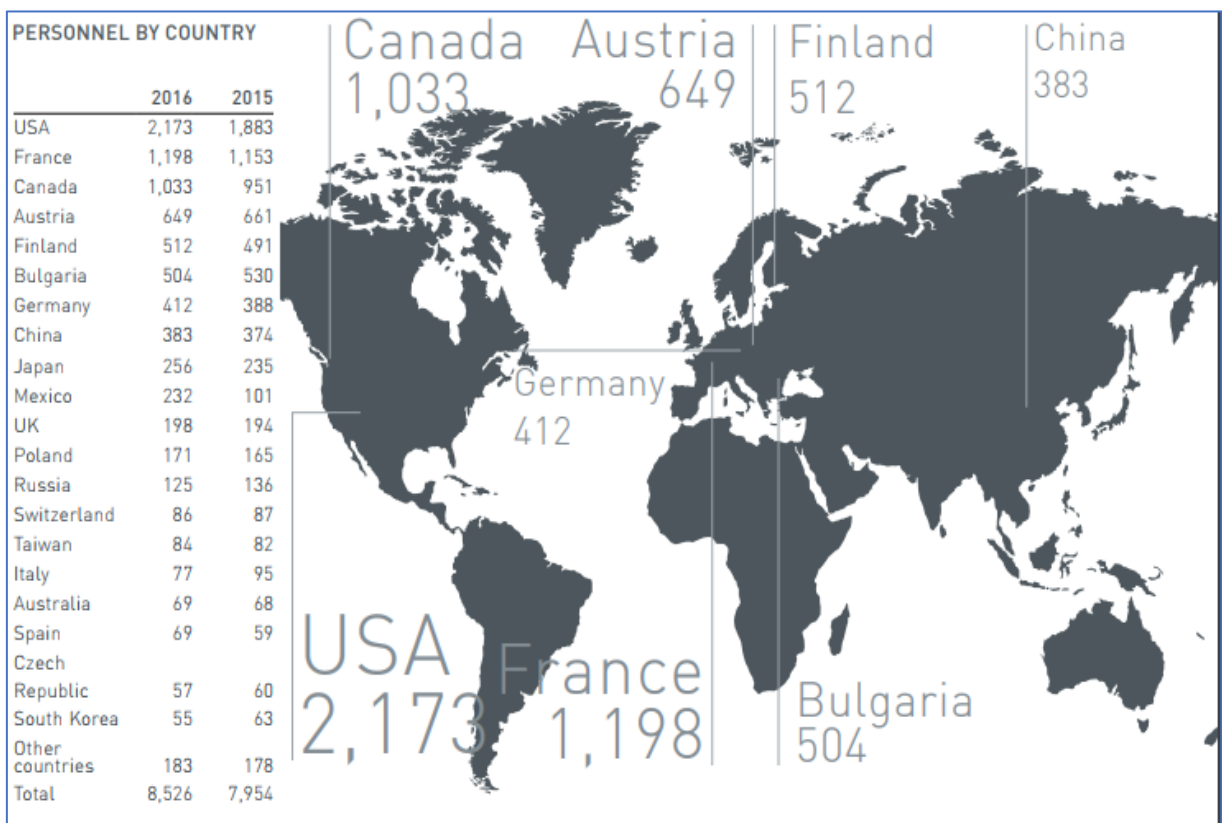 PERSONNEL BY COUNTRY
2016 2015
USA 2,173 1,883
France 1,198 1,153
Canada 1,033 951
Austria 649 661
Finland 512 491
Bulgaria 504 530
Germany 412 388
China 383 374
Japan 256 235
Mexico 232 101
UK 198 194
Poland 171 165
Russia 125 136
Switzerland 86 87
Taiwan 84 82
Italy 77 95
Australia 69 68
Spain 69 59
Czech
Republic 57 60
South Korea 55 63
Other
countries 183 178
Total 8,526 7,954
Canada
1,033
Austria
649
Finland
512
China
383
Germany
412
USA
2,173
France
1,198
Bulgaria
504